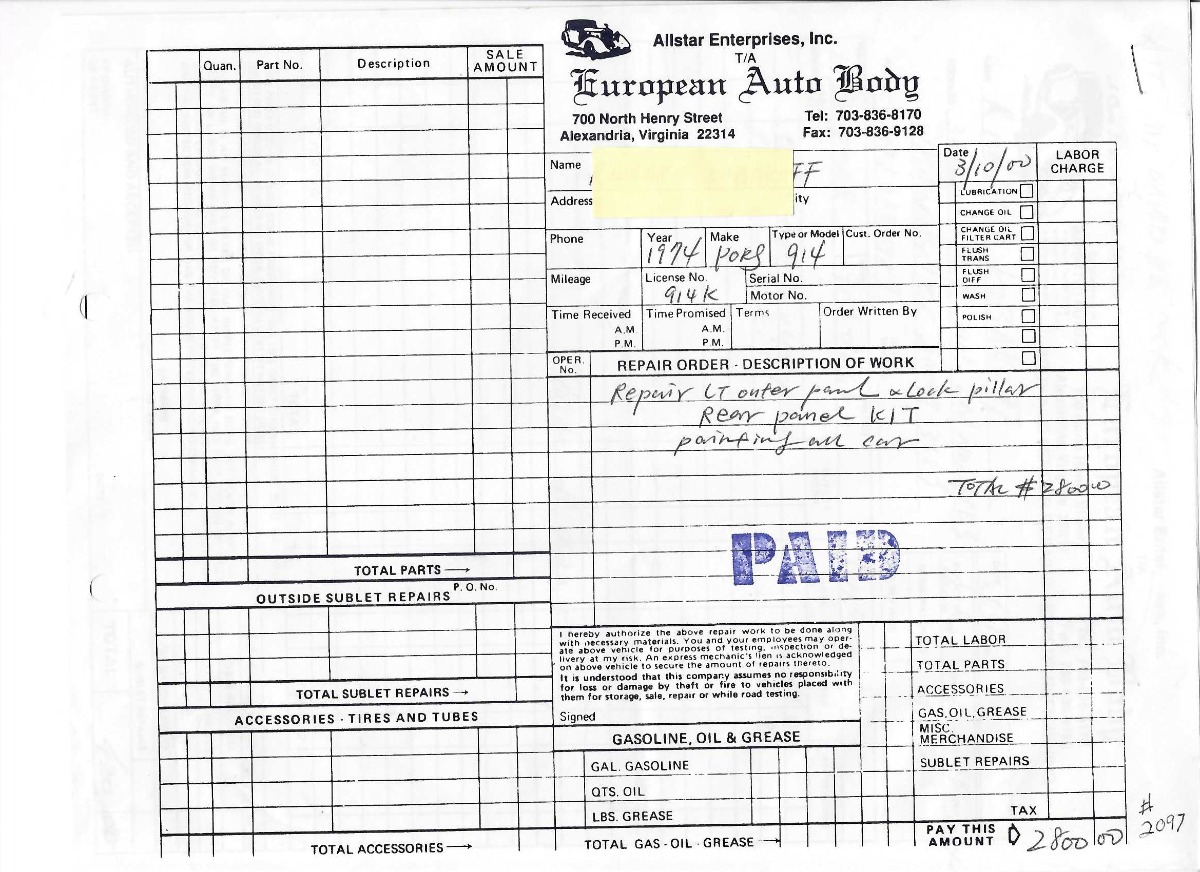 Allstar Enterprises, Inc.
T/A
European Auto Body
700 North Henry Street
Alexandria, Virginia 22314
Tel: 703-836-8170
Fax: 703-836-9128
Quan. Part No. Description SALE AMOUNT
Name FF
Address ity
Date 3/10/00 LABOR CHARGE
LUBRICATION
CHANGE OIL
CHANGE OIL FILTER CART
FLUSH TRANS
FLUSH DIFF
WASH
POLISH
Phone Year 1974 Make PORS Type or Model 914 Cust. Order No.
Mileage License No. 914K Serial No.
Motor No.
Time Received A.M P.M. Time Promised A.M. P.M. Terms Order Written By
OPER. No. REPAIR ORDER - DESCRIPTION OF WORK
Repair LT outer panel & lock pillar
Rear panel KIT
painting all car
TOTAL # 2800.00
PAID
TOTAL PARTS →
OUTSIDE SUBLET REPAIRS P. O. No.
TOTAL SUBLET REPAIRS →
ACCESSORIES - TIRES AND TUBES
TOTAL ACCESSORIES →
I hereby authorize the above repair work to be done along
with necessary materials. You and your employees may oper-
ate above vehicle for purposes of testing, inspection or de-
livery at my risk. An express mechanic's lien is acknowledged
on above vehicle to secure the amount of repairs thereto.
It is understood that this company assumes no responsibility
for loss or damage by theft or fire to vehicles placed with
them for storage, sale, repair or while road testing.
Signed
GASOLINE, OIL & GREASE
GAL. GASOLINE
QTS. OIL
LBS. GREASE
TOTAL GAS - OIL - GREASE →
TOTAL LABOR
TOTAL PARTS
ACCESSORIES
GAS, OIL, GREASE
MISC. MERCHANDISE
SUBLET REPAIRS
TAX
PAY THIS AMOUNT 2800 00
# 2097